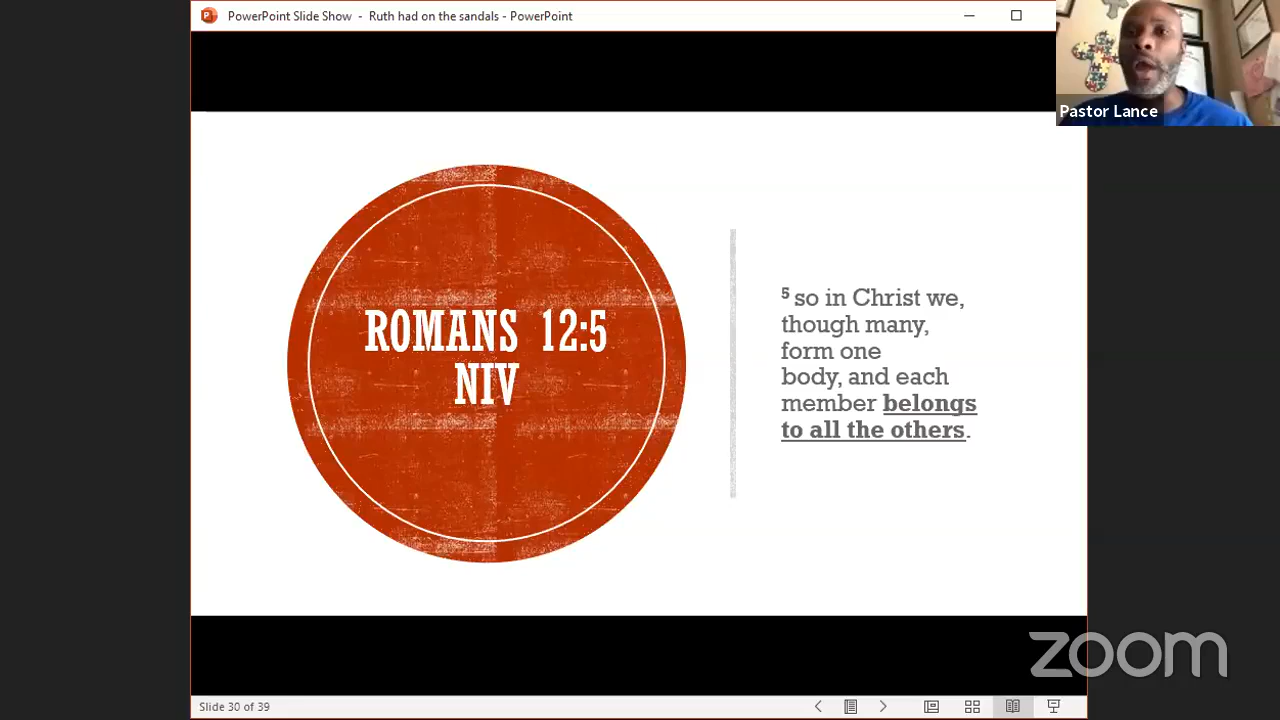 PowerPoint Slide Show - Ruth had on the sandals - PowerPoint
Pastor Lance
ROMANS 12:5
NIV
5 so in Christ we,
though many,
form one
body, and each
member belongs
to all the others.
zoom
Slide 30 of 39